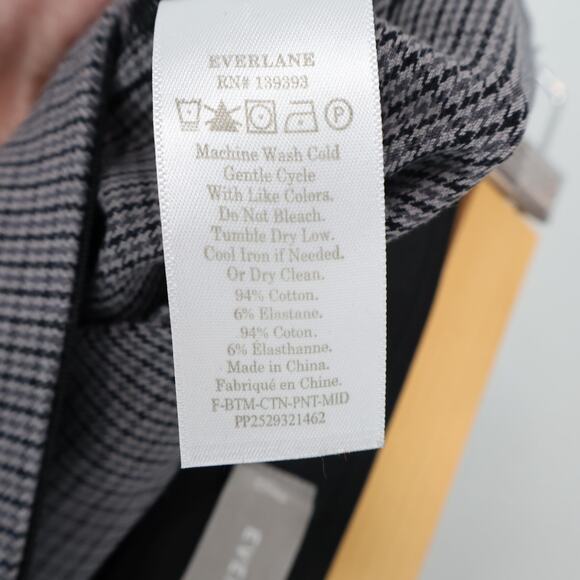 EVERLANE
RN# 139393
P
Machine Wash Cold
Gentle Cycle
With Like Colors.
Do Not Bleach.
Tumble Dry Low.
Cool Iron if Needed.
Or Dry Clean.
94% Cotton.
6% Elastane.
94% Coton.
6% Élasthanne.
Made in China.
Fabriqué en Chine.
F-BTM-CTN-PNT-MID
PP2529321462